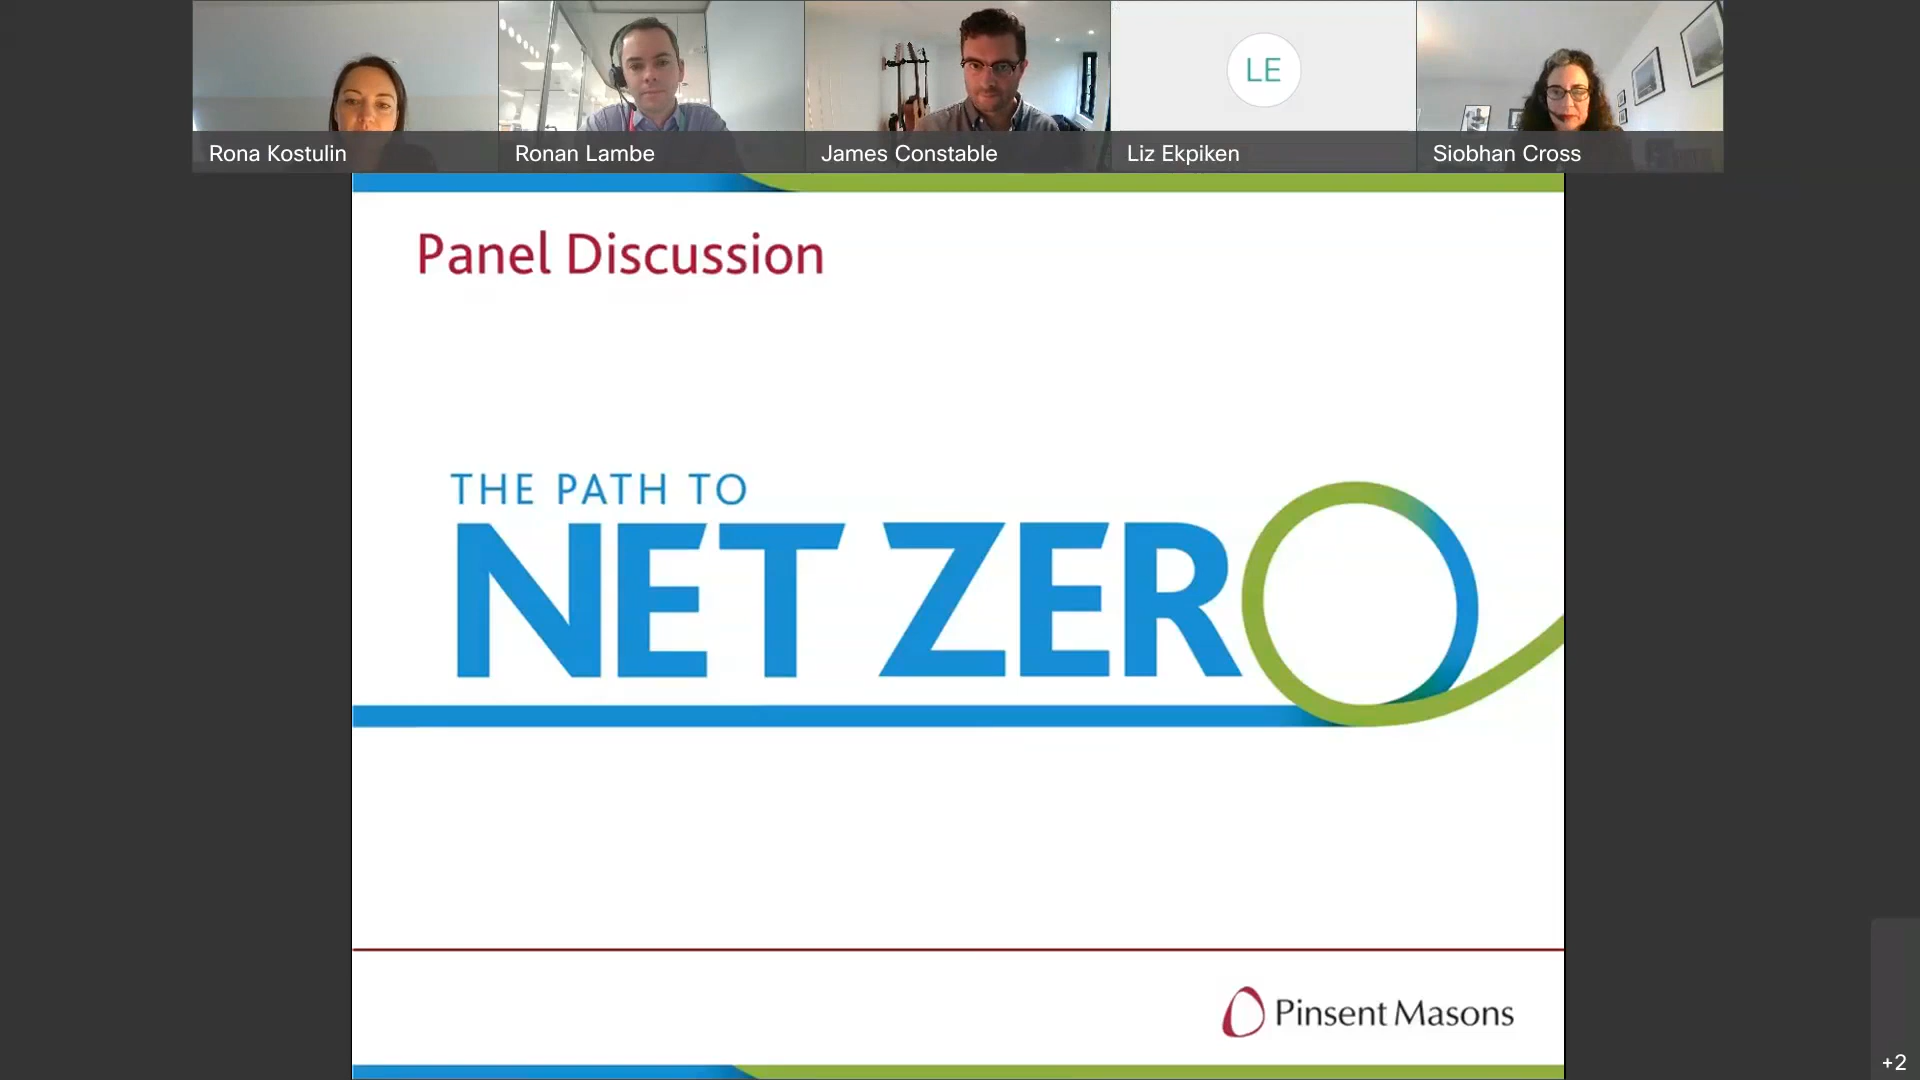 Rona Kostulin
Ronan Lambe
James Constable
LE
Liz Ekpiken
Siobhan Cross
Panel Discussion
THE PATH TO
NET ZERO
Pinsent Masons
+2